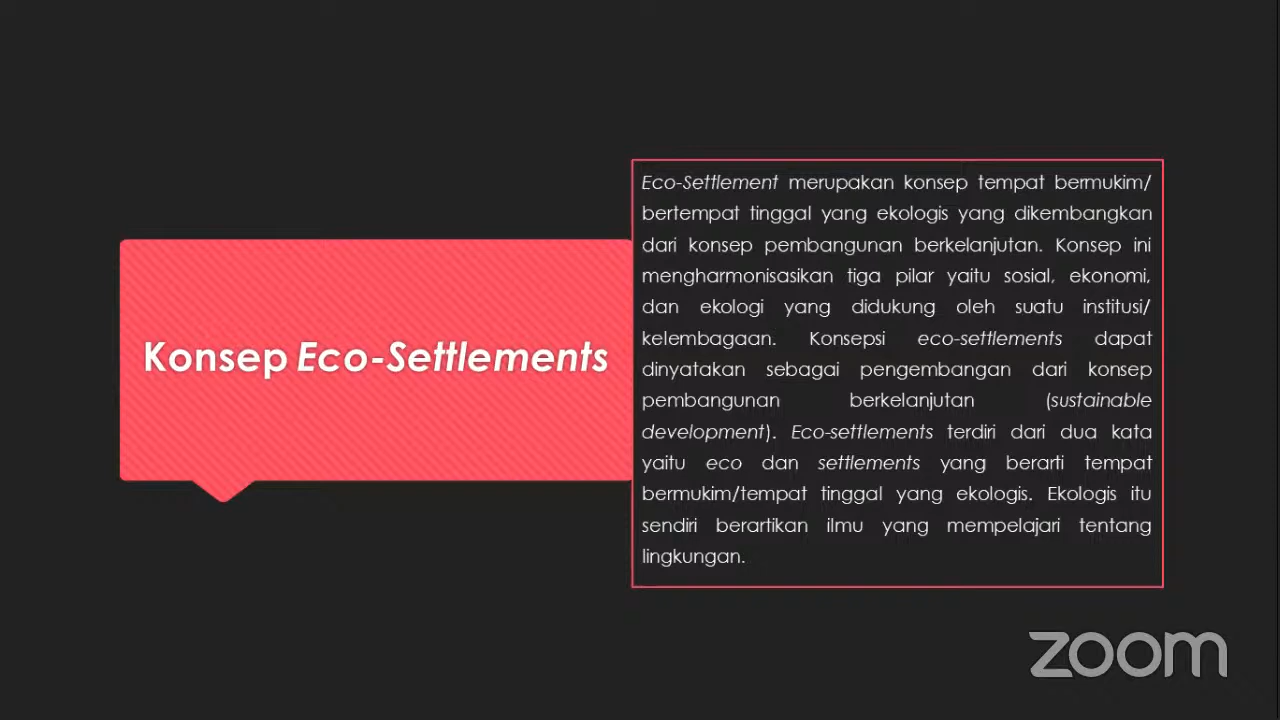 Konsep Eco-Settlements
Eco-Settlement merupakan konsep tempat bermukim/
bertempat tinggal yang ekologis yang dikembangkan
dari konsep pembangunan berkelanjutan. Konsep ini
mengharmonisasikan tiga pilar yaitu sosial, ekonomi,
dan ekologi yang didukung oleh suatu institusi/
kelembagaan. Konsepsi eco-settlements dapat
dinyatakan sebagai pengembangan dari konsep
pembangunan berkelanjutan (sustainable
development). Eco-settlements terdiri dari dua kata
yaitu eco dan settlements yang berarti tempat
bermukim/tempat tinggal yang ekologis. Ekologis itu
sendiri berartikan ilmu yang mempelajari tentang
lingkungan.
zoom